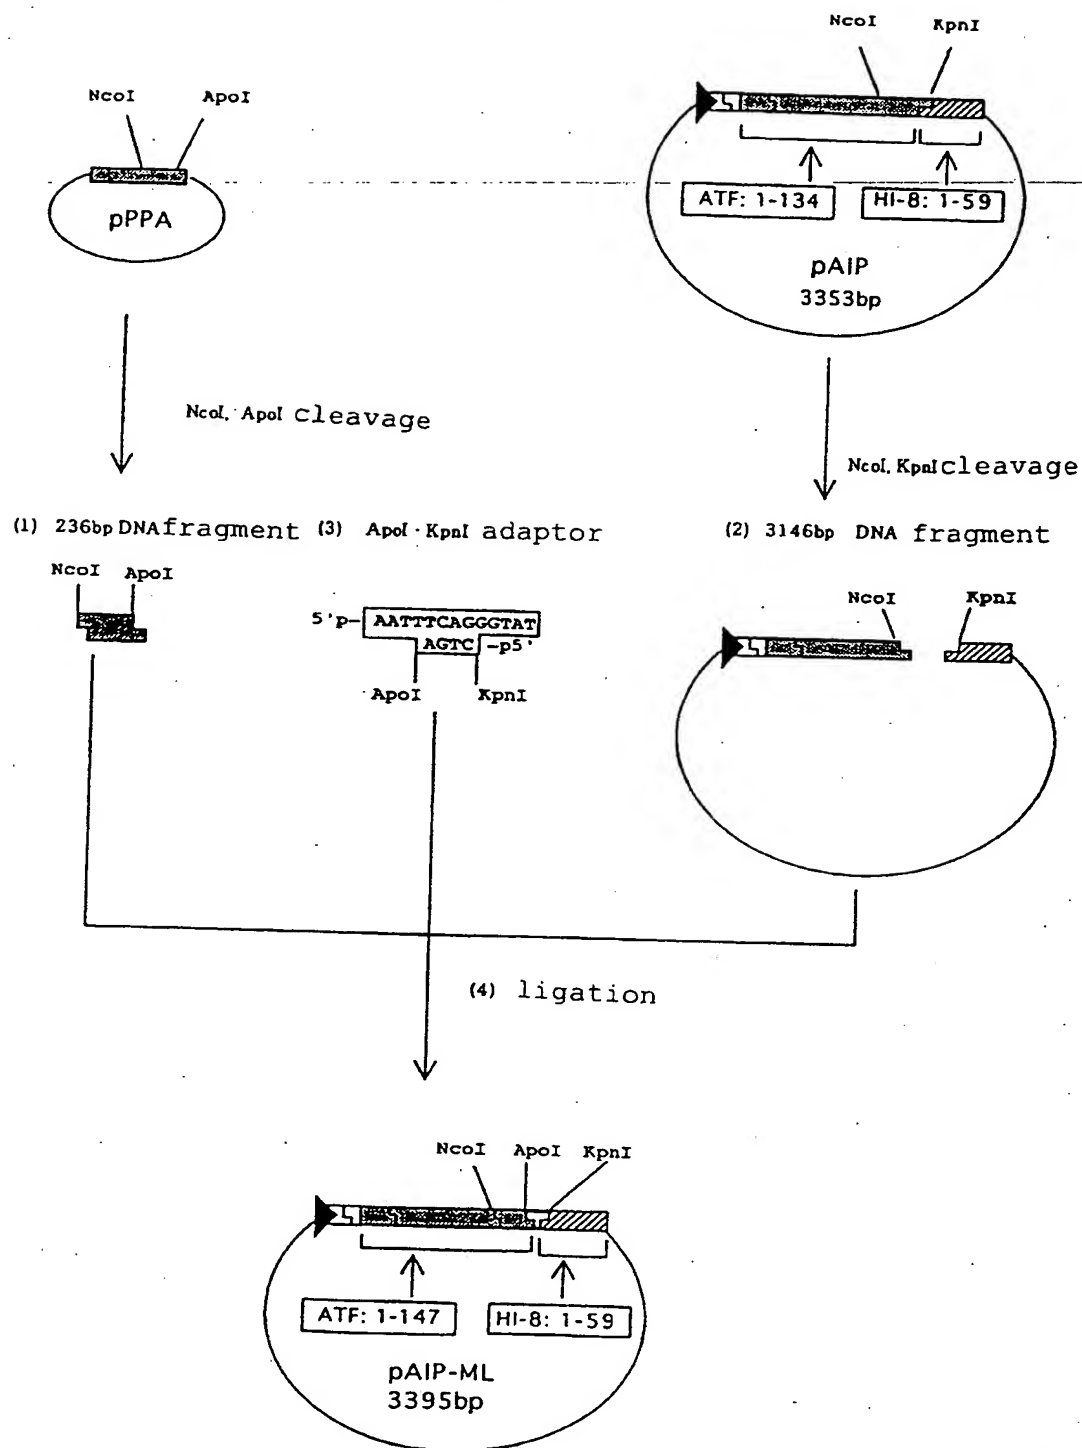 NcoI KpnI
NcoI ApoI
pPPA
ATF: 1-134 HI-8: 1-59
pAIP
3353bp
NcoI, ApoI cleavage
NcoI, KpnI cleavage
(1) 236bp DNA fragment (3) ApoI · KpnI adaptor
(2) 3146bp DNA fragment
NcoI ApoI
5'p- AATTTCAGGGTAT
AGTC -p5'
ApoI KpnI
NcoI KpnI
(4) ligation
NcoI ApoI KpnI
ATF: 1-147 HI-8: 1-59
pAIP-ML
3395bp